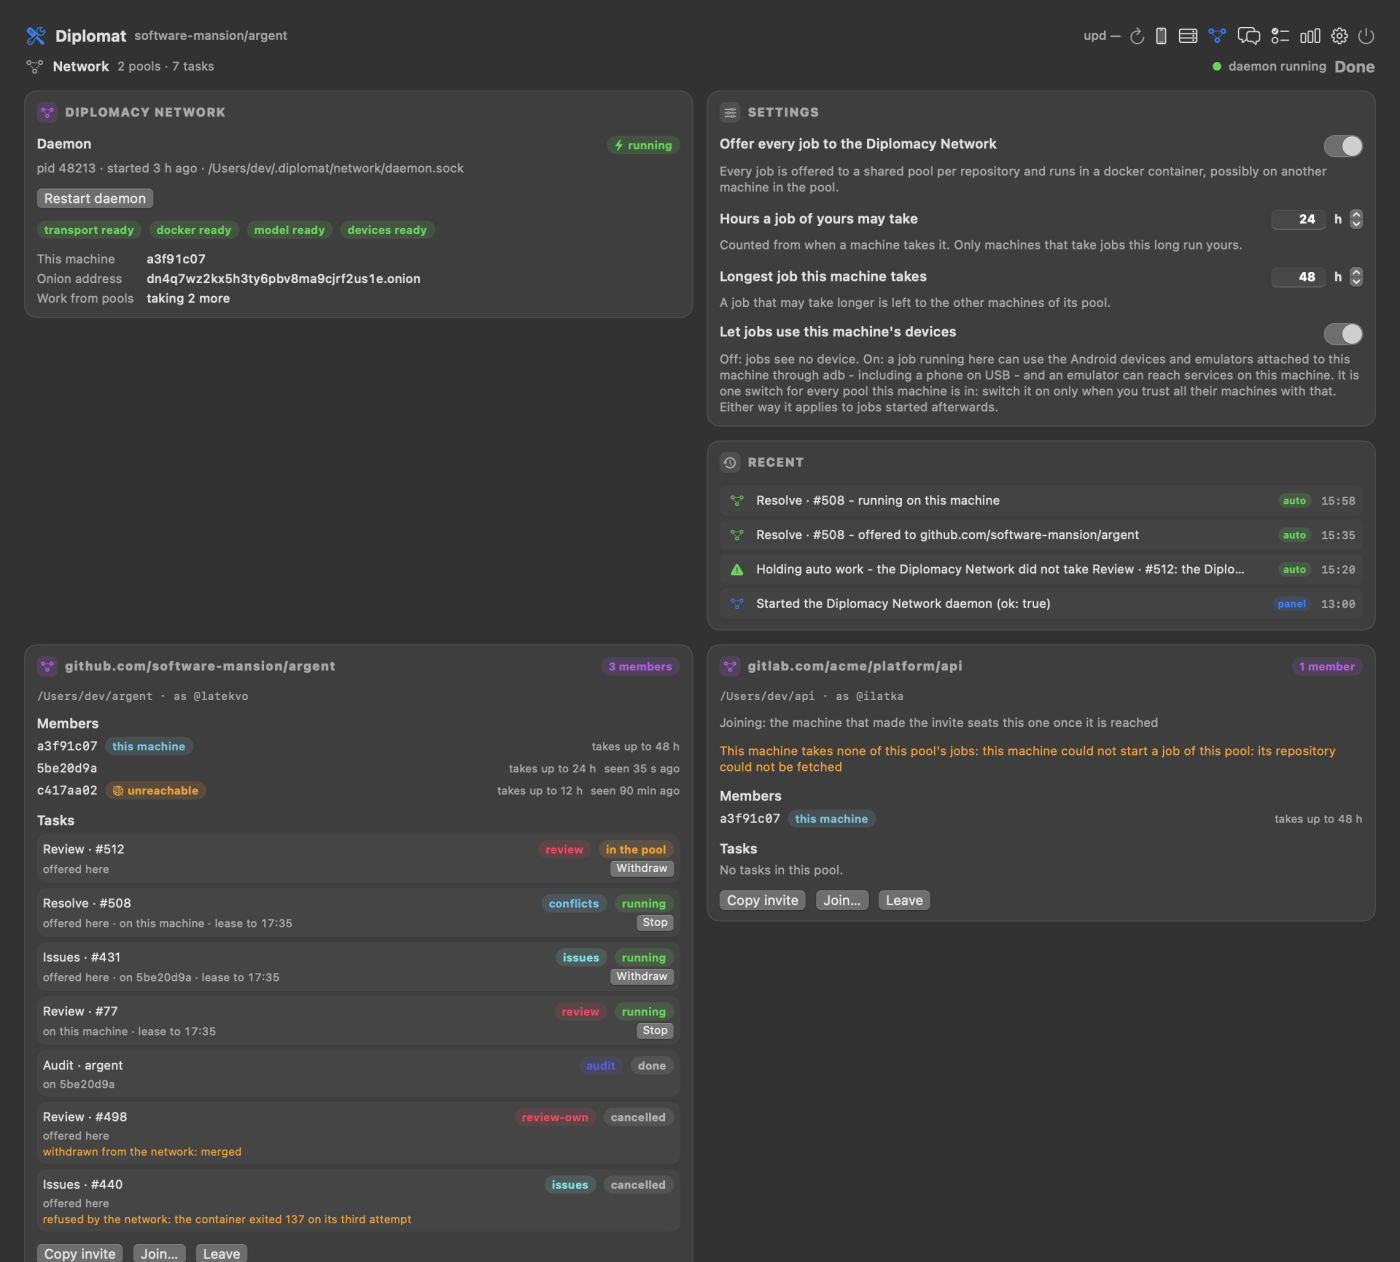 Diplomat software-mansion/argent
upd —
Network 2 pools · 7 tasks
daemon running Done
DIPLOMACY NETWORK
Daemon
running
pid 48213 · started 3 h ago · /Users/dev/.diplomat/network/daemon.sock
Restart daemon
transport ready docker ready model ready devices ready
This machine a3f91c07
Onion address dn4q7wz2kx5h3ty6pbv8ma9cjrf2us1e.onion
Work from pools taking 2 more
SETTINGS
Offer every job to the Diplomacy Network
Every job is offered to a shared pool per repository and runs in a docker container, possibly on another
machine in the pool.
Hours a job of yours may take 24 h
Counted from when a machine takes it. Only machines that take jobs this long run yours.
Longest job this machine takes 48 h
A job that may take longer is left to the other machines of its pool.
Let jobs use this machine's devices
Off: jobs see no device. On: a job running here can use the Android devices and emulators attached to this
machine through adb - including a phone on USB - and an emulator can reach services on this machine. It is
one switch for every pool this machine is in: switch it on only when you trust all their machines with that.
Either way it applies to jobs started afterwards.
RECENT
Resolve · #508 - running on this machine auto 15:58
Resolve · #508 - offered to github.com/software-mansion/argent auto 15:35
Holding auto work - the Diplomacy Network did not take Review · #512: the Diplo... auto 15:20
Started the Diplomacy Network daemon (ok: true) panel 13:00
github.com/software-mansion/argent 3 members
/Users/dev/argent · as @latekvo
Members
a3f91c07 this machine takes up to 48 h
5be20d9a takes up to 24 h seen 35 s ago
c417aa02 unreachable takes up to 12 h seen 90 min ago
Tasks
Review · #512 review in the pool
offered here Withdraw
Resolve · #508 conflicts running
offered here · on this machine · lease to 17:35 Stop
Issues · #431 issues running
offered here · on 5be20d9a · lease to 17:35 Withdraw
Review · #77 review running
on this machine · lease to 17:35 Stop
Audit · argent audit done
on 5be20d9a
Review · #498 review-own cancelled
offered here
withdrawn from the network: merged
Issues · #440 issues cancelled
offered here
refused by the network: the container exited 137 on its third attempt
Copy invite Join... Leave
gitlab.com/acme/platform/api 1 member
/Users/dev/api · as @ilatka
Joining: the machine that made the invite seats this one once it is reached
This machine takes none of this pool's jobs: this machine could not start a job of this pool: its repository
could not be fetched
Members
a3f91c07 this machine takes up to 48 h
Tasks
No tasks in this pool.
Copy invite Join... Leave